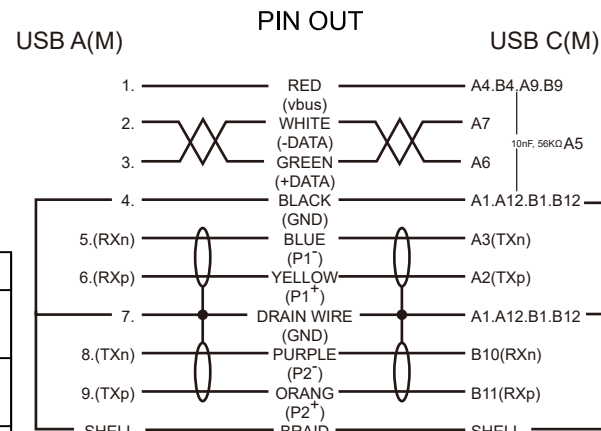 PIN OUT
USB A(M) USB C(M)
1. RED A4.B4.A9.B9
(vbus)
2. WHITE A7
(-DATA) 10nF, 56KΩ A5
3. GREEN A6
(+DATA)
4. BLACK A1.A12.B1.B12
(GND)
5.(RXn) BLUE A3(TXn)
(P1-)
6.(RXp) YELLOW A2(TXp)
(P1+)
7. DRAIN WIRE A1.A12.B1.B12
(GND)
8.(TXn) PURPLE B10(RXn)
(P2-)
9.(TXp) ORANG B11(RXp)
(P2+)
SHELL BRAID SHELL